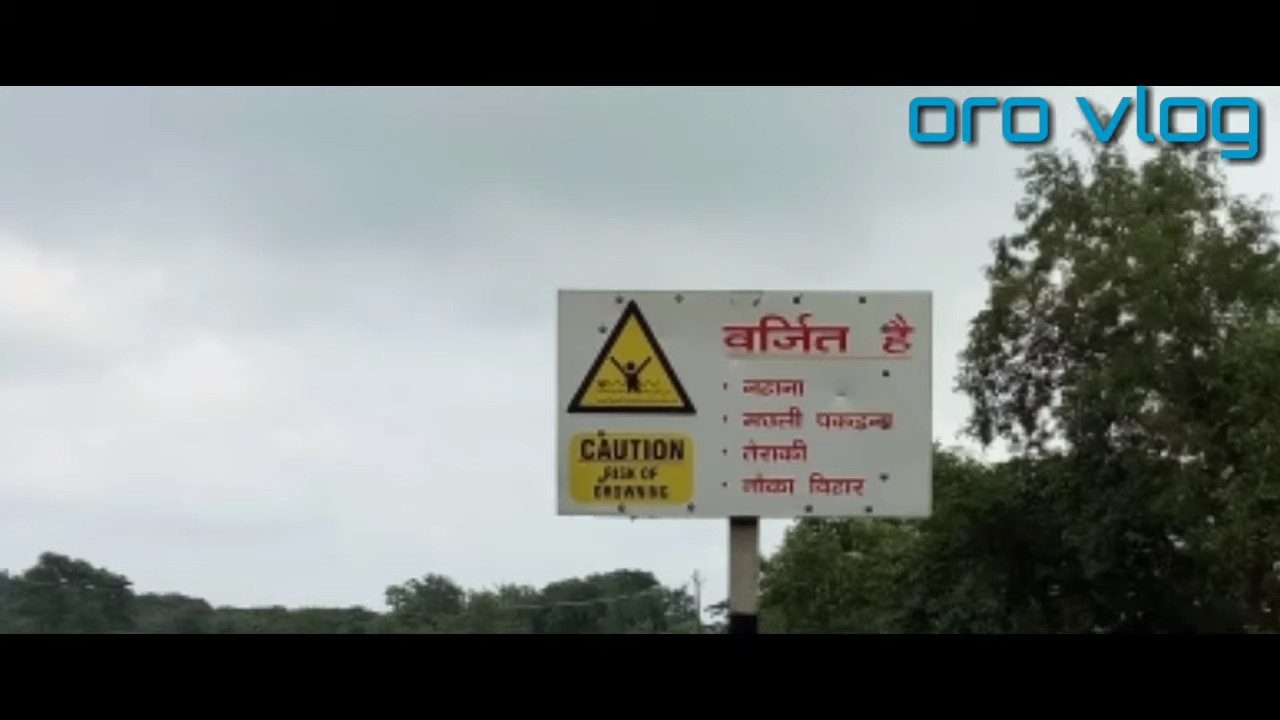 oro vlog
वर्जित है
• नहाना
• मछली पकड़ना
• तैराकी
• नौका विहार
CAUTION
RISK OF
DROWNING